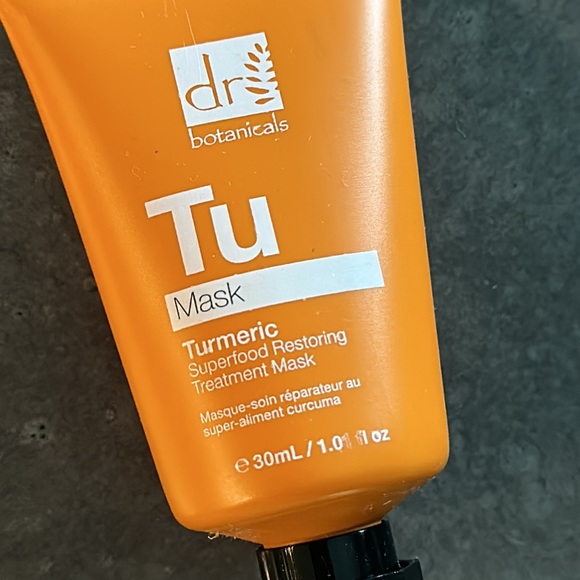 dr
botanicals
Tu
Mask
Turmeric
Superfood Restoring
Treatment Mask
Masque-soin réparateur au
super-aliment curcuma
℮ 30mL / 1.01 fl oz